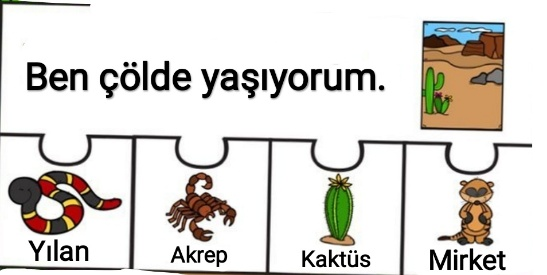 Ben çölde yaşıyorum.
Yılan
Akrep
Kaktüs
Mirket